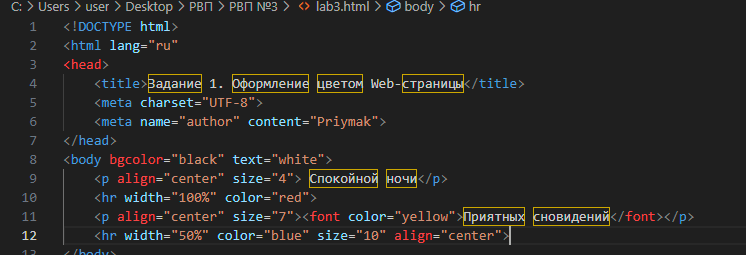 C: > Users > user > Desktop > РВП > РВП №3 > <> lab3.html > body > hr
1 <!DOCTYPE html>
2 <html lang="ru"
3 <head>
4 <title>Задание 1. Оформление цветом Web-страницы</title>
5 <meta charset="UTF-8">
6 <meta name="author" content="Priymak">
7 </head>
8 <body bgcolor="black" text="white">
9 <p align="center" size="4"> Спокойной ночи</p>
10 <hr width="100%" color="red">
11 <p align="center" size="7"><font color="yellow">Приятных сновидений</font></p>
12 <hr width="50%" color="blue" size="10" align="center">
13 </body>